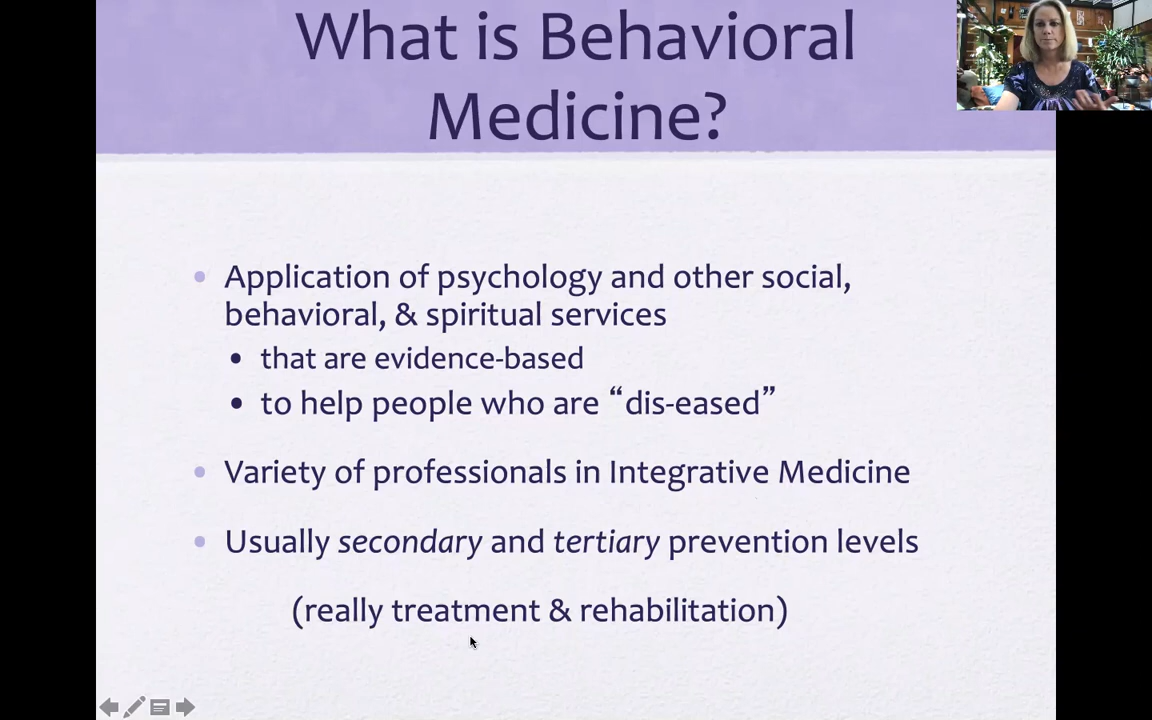 What is Behavioral
Medicine?
• Application of psychology and other social,
behavioral, & spiritual services
• that are evidence-based
• to help people who are “dis-eased”
• Variety of professionals in Integrative Medicine
• Usually secondary and tertiary prevention levels
(really treatment & rehabilitation)